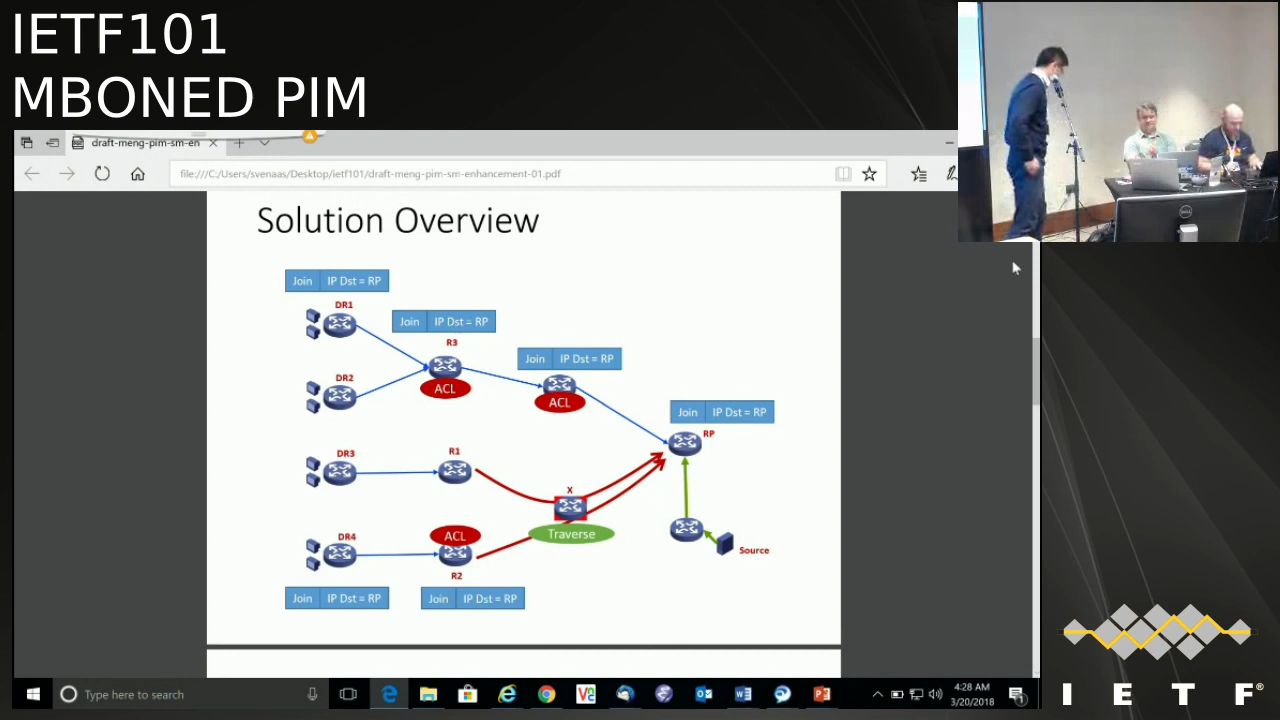 IETF101
MBONED PIM
draft-meng-pim-sm-en
file:///C:/Users/svenaas/Desktop/ietf101/draft-meng-pim-sm-enhancement-01.pdf
Solution Overview
Join IP Dst = RP
DR1
Join IP Dst = RP
R3
Join IP Dst = RP
DR2
ACL
ACL
Join IP Dst = RP
RP
DR3
R1
X
ACL
Traverse
DR4
Source
R2
Join IP Dst = RP
Join IP Dst = RP
DELL
Type here to search
4:28 AM
3/20/2018
1
IETF®